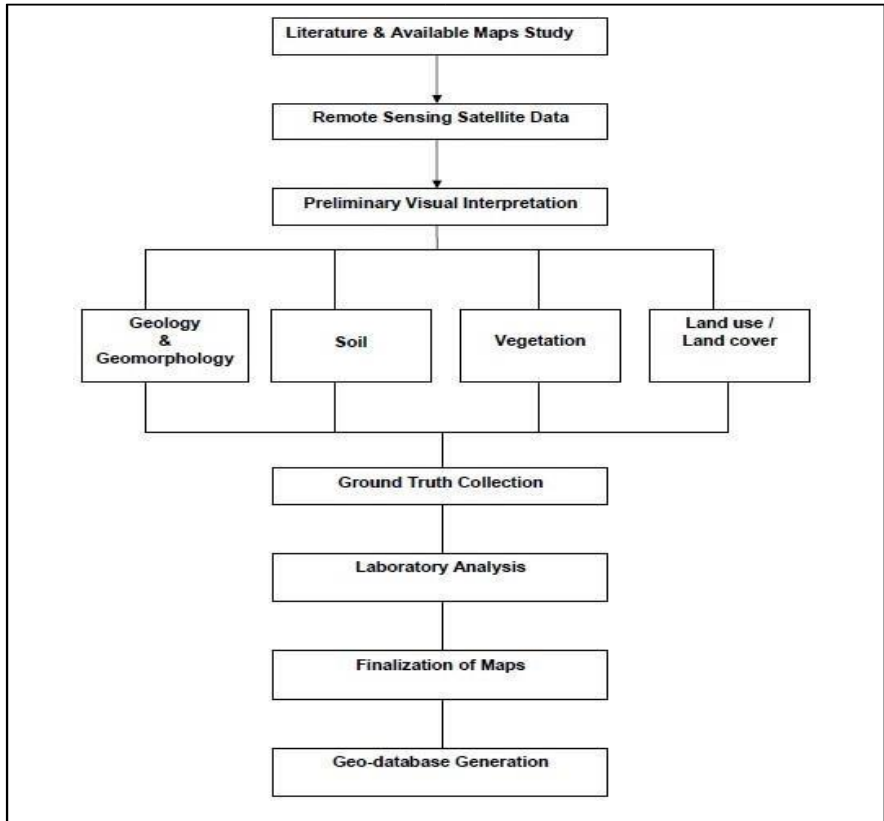 Literature & Available Maps Study
Remote Sensing Satellite Data
Preliminary Visual Interpretation
Geology
&
Geomorphology
Soil
Vegetation
Land use /
Land cover
Ground Truth Collection
Laboratory Analysis
Finalization of Maps
Geo-database Generation